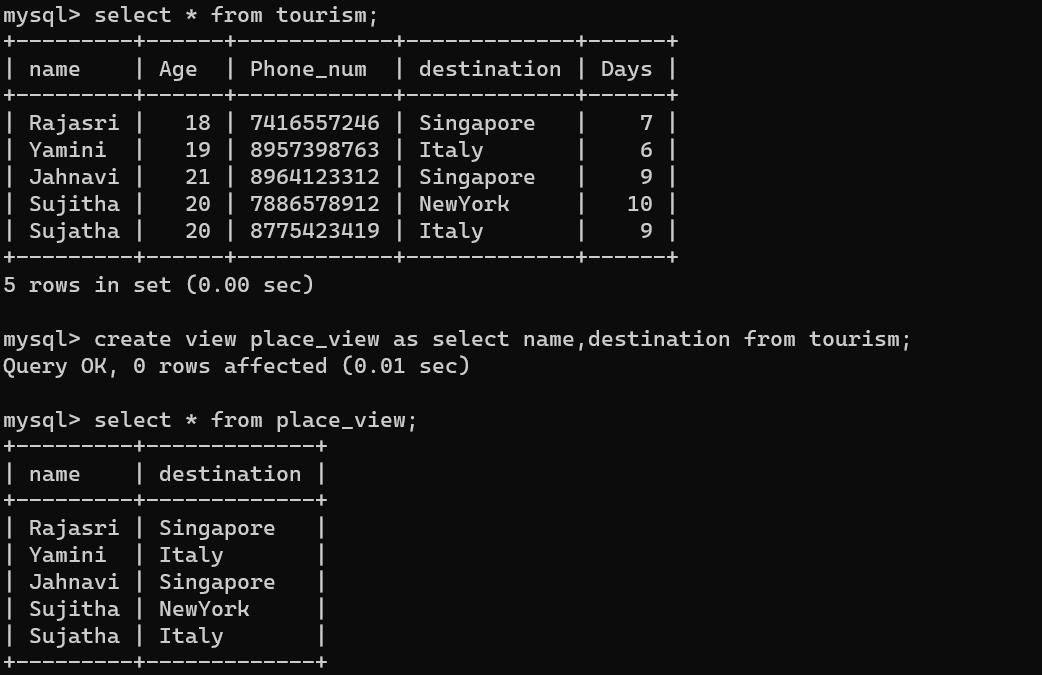 mysql> select * from tourism;
+---------+------+------------+-------------+------+
| name    | Age  | Phone_num  | destination | Days |
+---------+------+------------+-------------+------+
| Rajasri |   18 | 7416557246 | Singapore   |    7 |
| Yamini  |   19 | 8957398763 | Italy       |    6 |
| Jahnavi |   21 | 8964123312 | Singapore   |    9 |
| Sujitha |   20 | 7886578912 | NewYork     |   10 |
| Sujatha |   20 | 8775423419 | Italy       |    9 |
+---------+------+------------+-------------+------+
5 rows in set (0.00 sec)

mysql> create view place_view as select name,destination from tourism;
Query OK, 0 rows affected (0.01 sec)

mysql> select * from place_view;
+---------+-------------+
| name    | destination |
+---------+-------------+
| Rajasri | Singapore   |
| Yamini  | Italy       |
| Jahnavi | Singapore   |
| Sujitha | NewYork     |
| Sujatha | Italy       |
+---------+-------------+